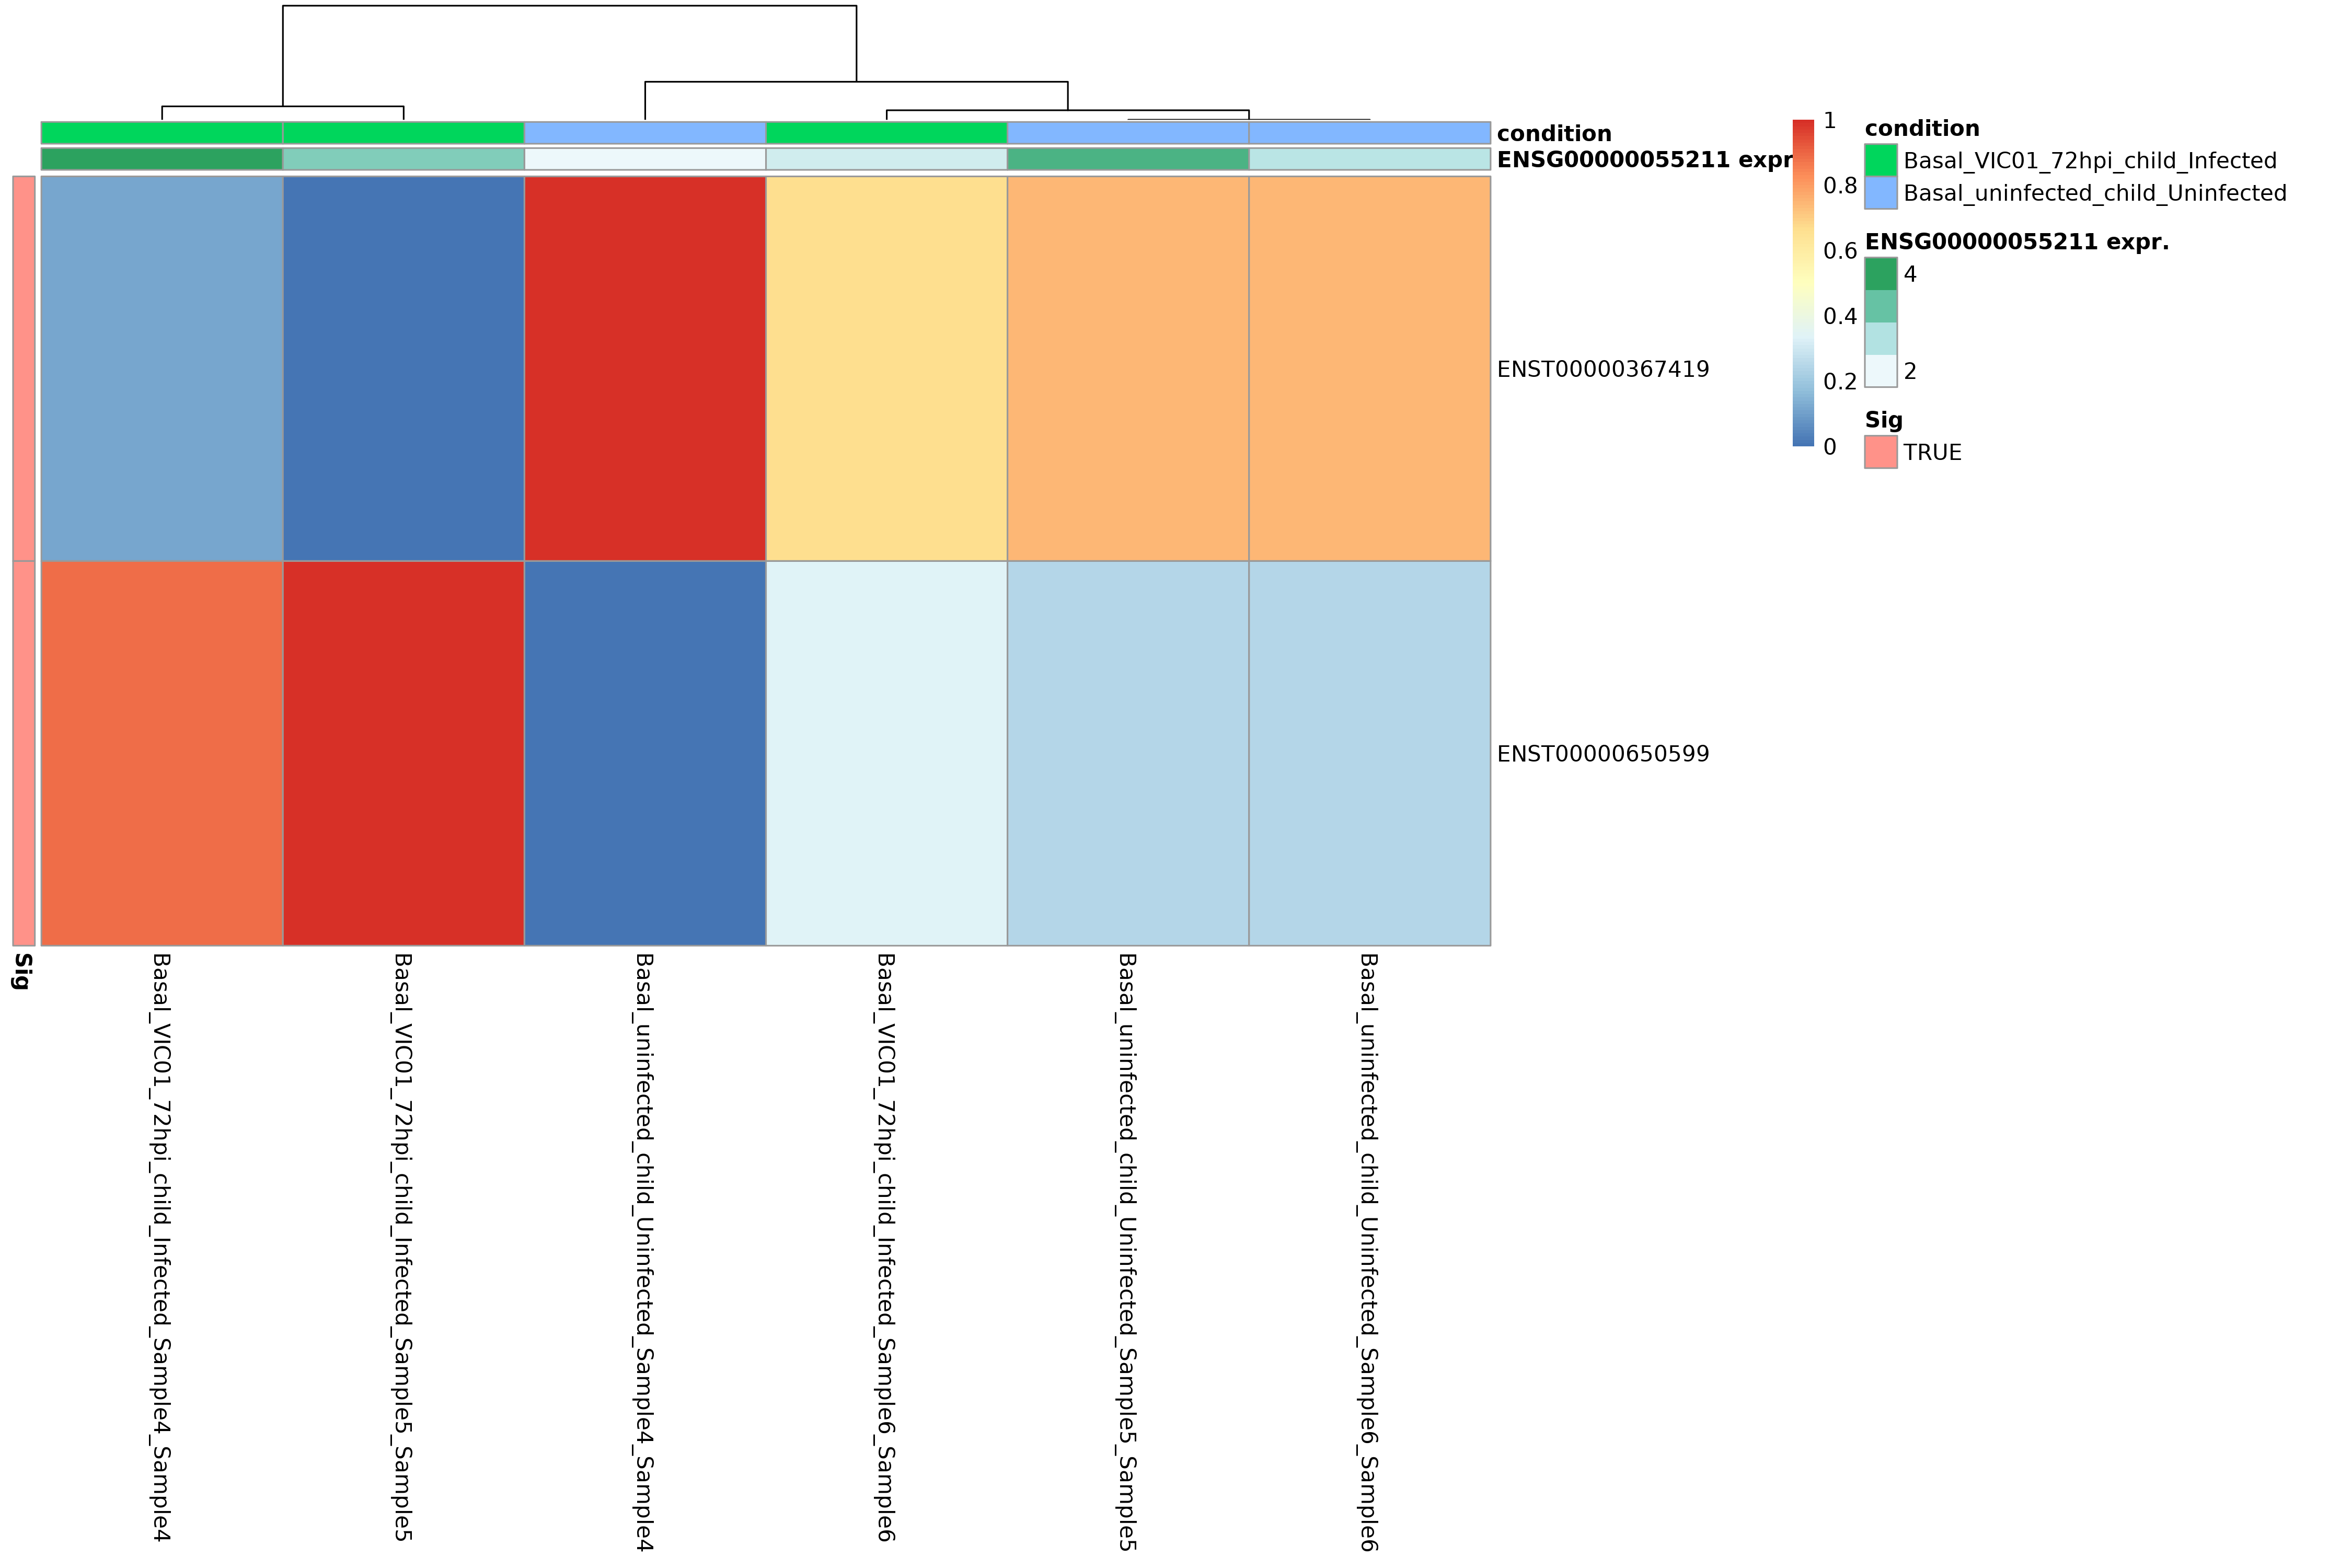 condition
ENSG00000055211 expr
ENST00000367419
ENST00000650599
1
0.8
0.6
0.4
0.2
0
condition
Basal_VIC01_72hpi_child_Infected
Basal_uninfected_child_Uninfected
ENSG00000055211 expr.
4
2
Sig
TRUE
Sig
Basal_VIC01_72hpi_child_Infected_Sample4_Sample4
Basal_VIC01_72hpi_child_Infected_Sample5_Sample5
Basal_uninfected_child_Uninfected_Sample4_Sample4
Basal_VIC01_72hpi_child_Infected_Sample6_Sample6
Basal_uninfected_child_Uninfected_Sample5_Sample5
Basal_uninfected_child_Uninfected_Sample6_Sample6